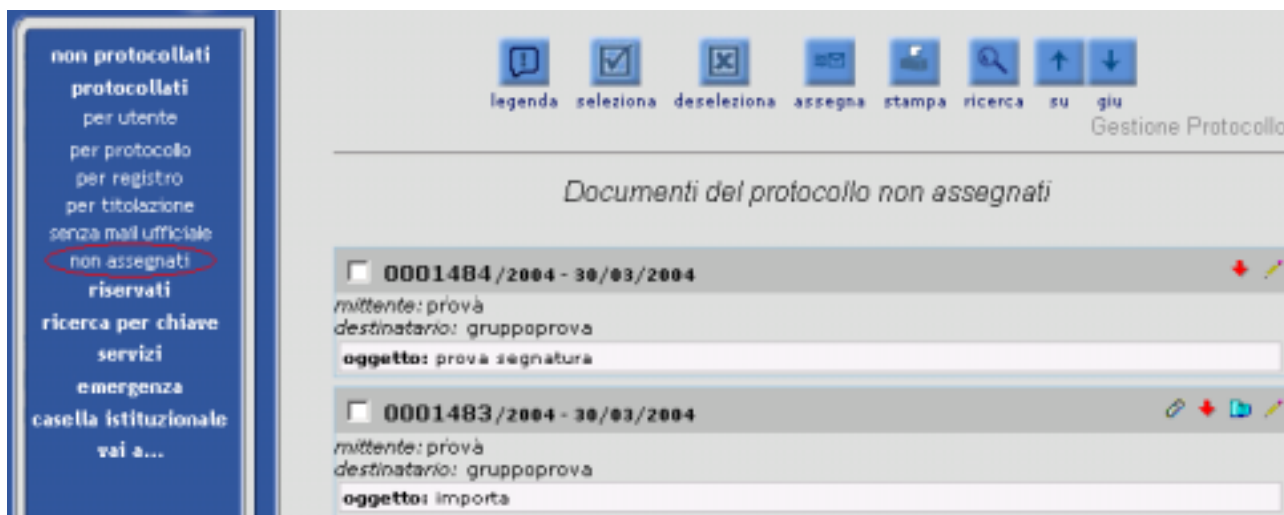 non protocollati
protocollati
per utente
per protocollo
per registro
per titolazione
senza mail ufficiale
non assegnati
riservati
ricerca per chiave
servizi
emergenza
casella istituzionale
vai a...
legenda seleziona deseleziona assegna stampa ricerca su giu
Gestione Protocollo
Documenti del protocollo non assegnati
0001484/2004 - 30/03/2004
mittente: prova
destinatario: gruppoprova
oggetto: prova segnatura
0001483/2004 - 30/03/2004
mittente: prova
destinatario: gruppoprova
oggetto: importa